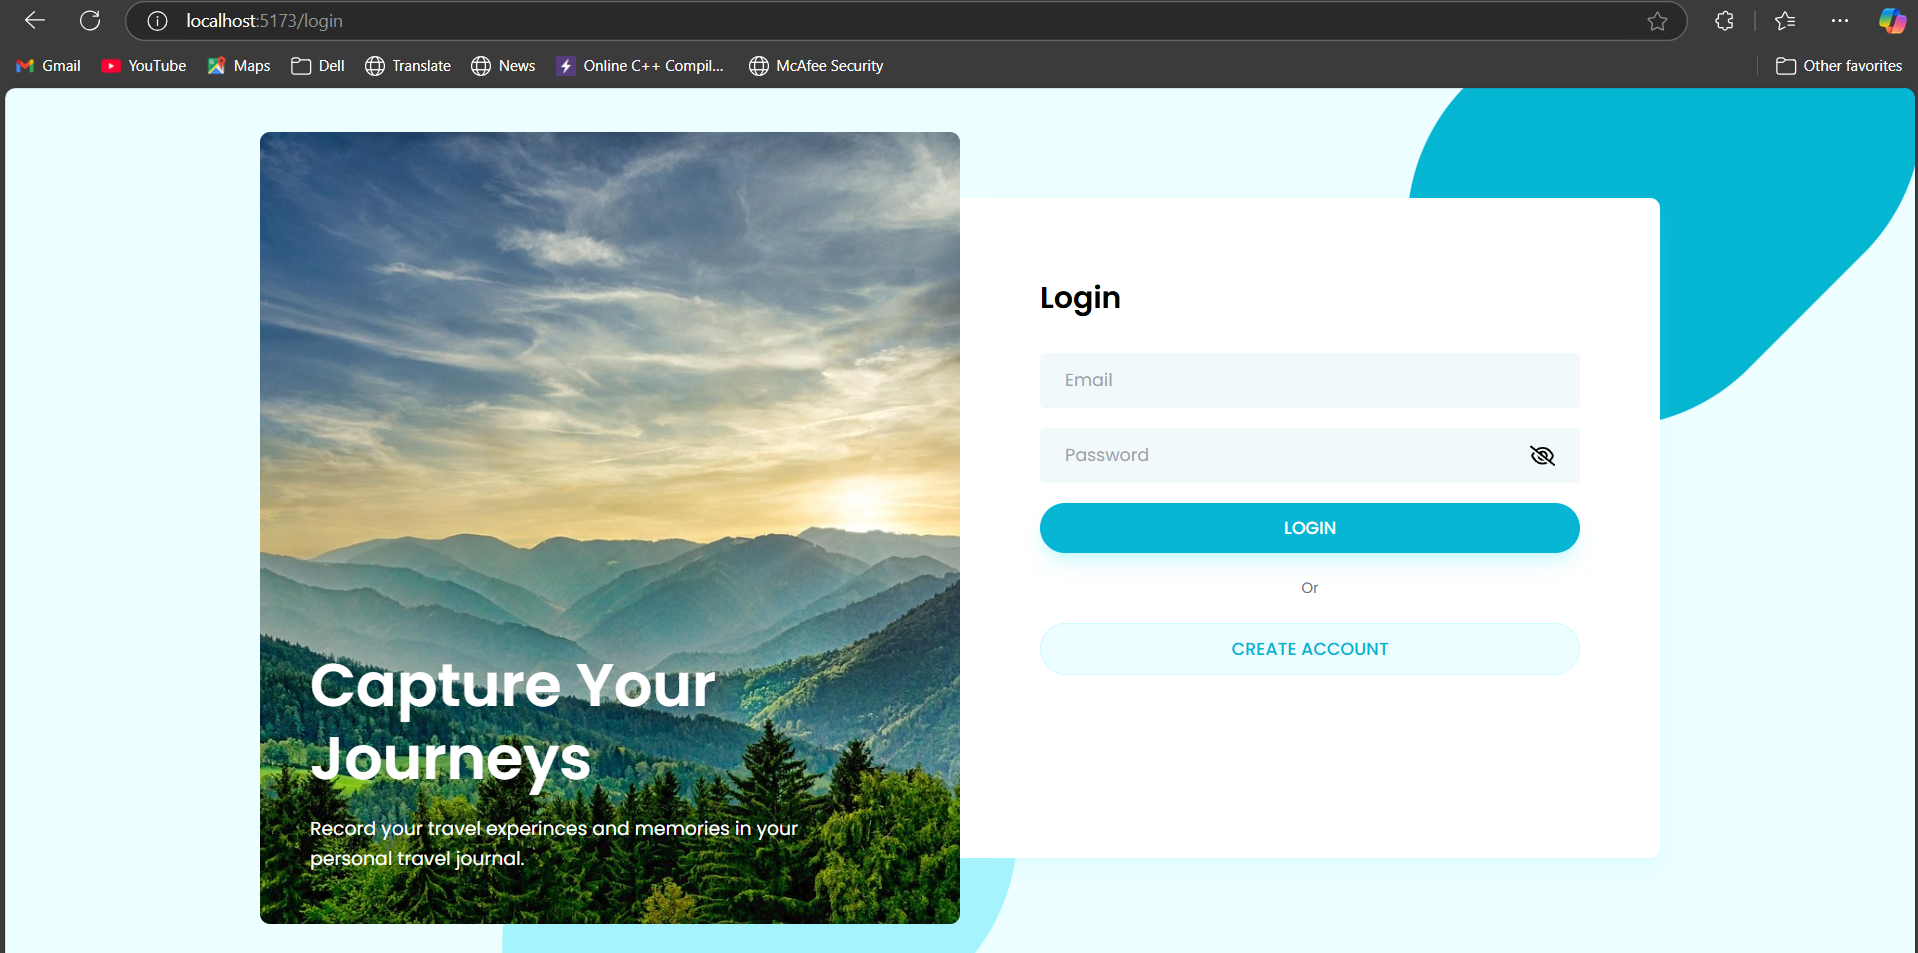 localhost:5173/login
Gmail YouTube Maps Dell Translate News Online C++ Compil... McAfee Security Other favorites
Login
Email
Password
LOGIN
Or
CREATE ACCOUNT
Capture Your
Journeys
Record your travel experinces and memories in your
personal travel journal.